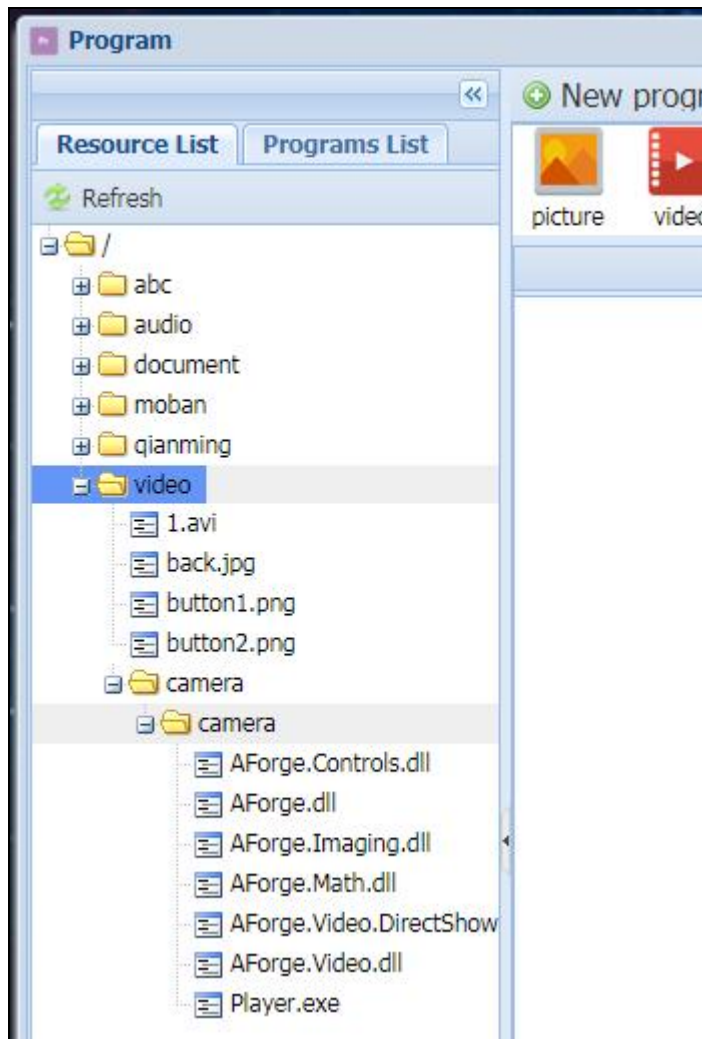 Program
Resource List Programs List
Refresh
/
abc
audio
document
moban
qianming
video
1.avi
back.jpg
button1.png
button2.png
camera
camera
AForge.Controls.dll
AForge.dll
AForge.Imaging.dll
AForge.Math.dll
AForge.Video.DirectShow
AForge.Video.dll
Player.exe
New progr
picture video